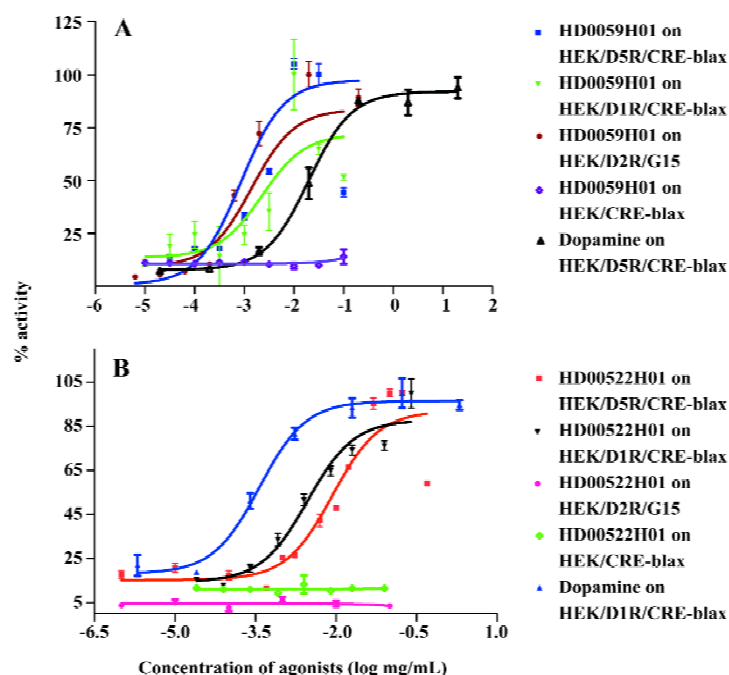 A
125
100
75
50
25
-6
-5
-4
-3
-2
-1
0
1
2
HD0059H01 on
HEK/D5R/CRE-blax
HD0059H01 on
HEK/D1R/CRE-blax
HD0059H01 on
HEK/D2R/G15
HD0059H01 on
HEK/CRE-blax
Dopamine on
HEK/D5R/CRE-blax
% activity
B
105
85
65
45
25
5
-6.5
-5.0
-3.5
-2.0
-0.5
1.0
HD00522H01 on
HEK/D5R/CRE-blax
HD00522H01 on
HEK/D1R/CRE-blax
HD00522H01 on
HEK/D2R/G15
HD00522H01 on
HEK/CRE-blax
Dopamine on
HEK/D1R/CRE-blax
Concentration of agonists (log mg/mL)